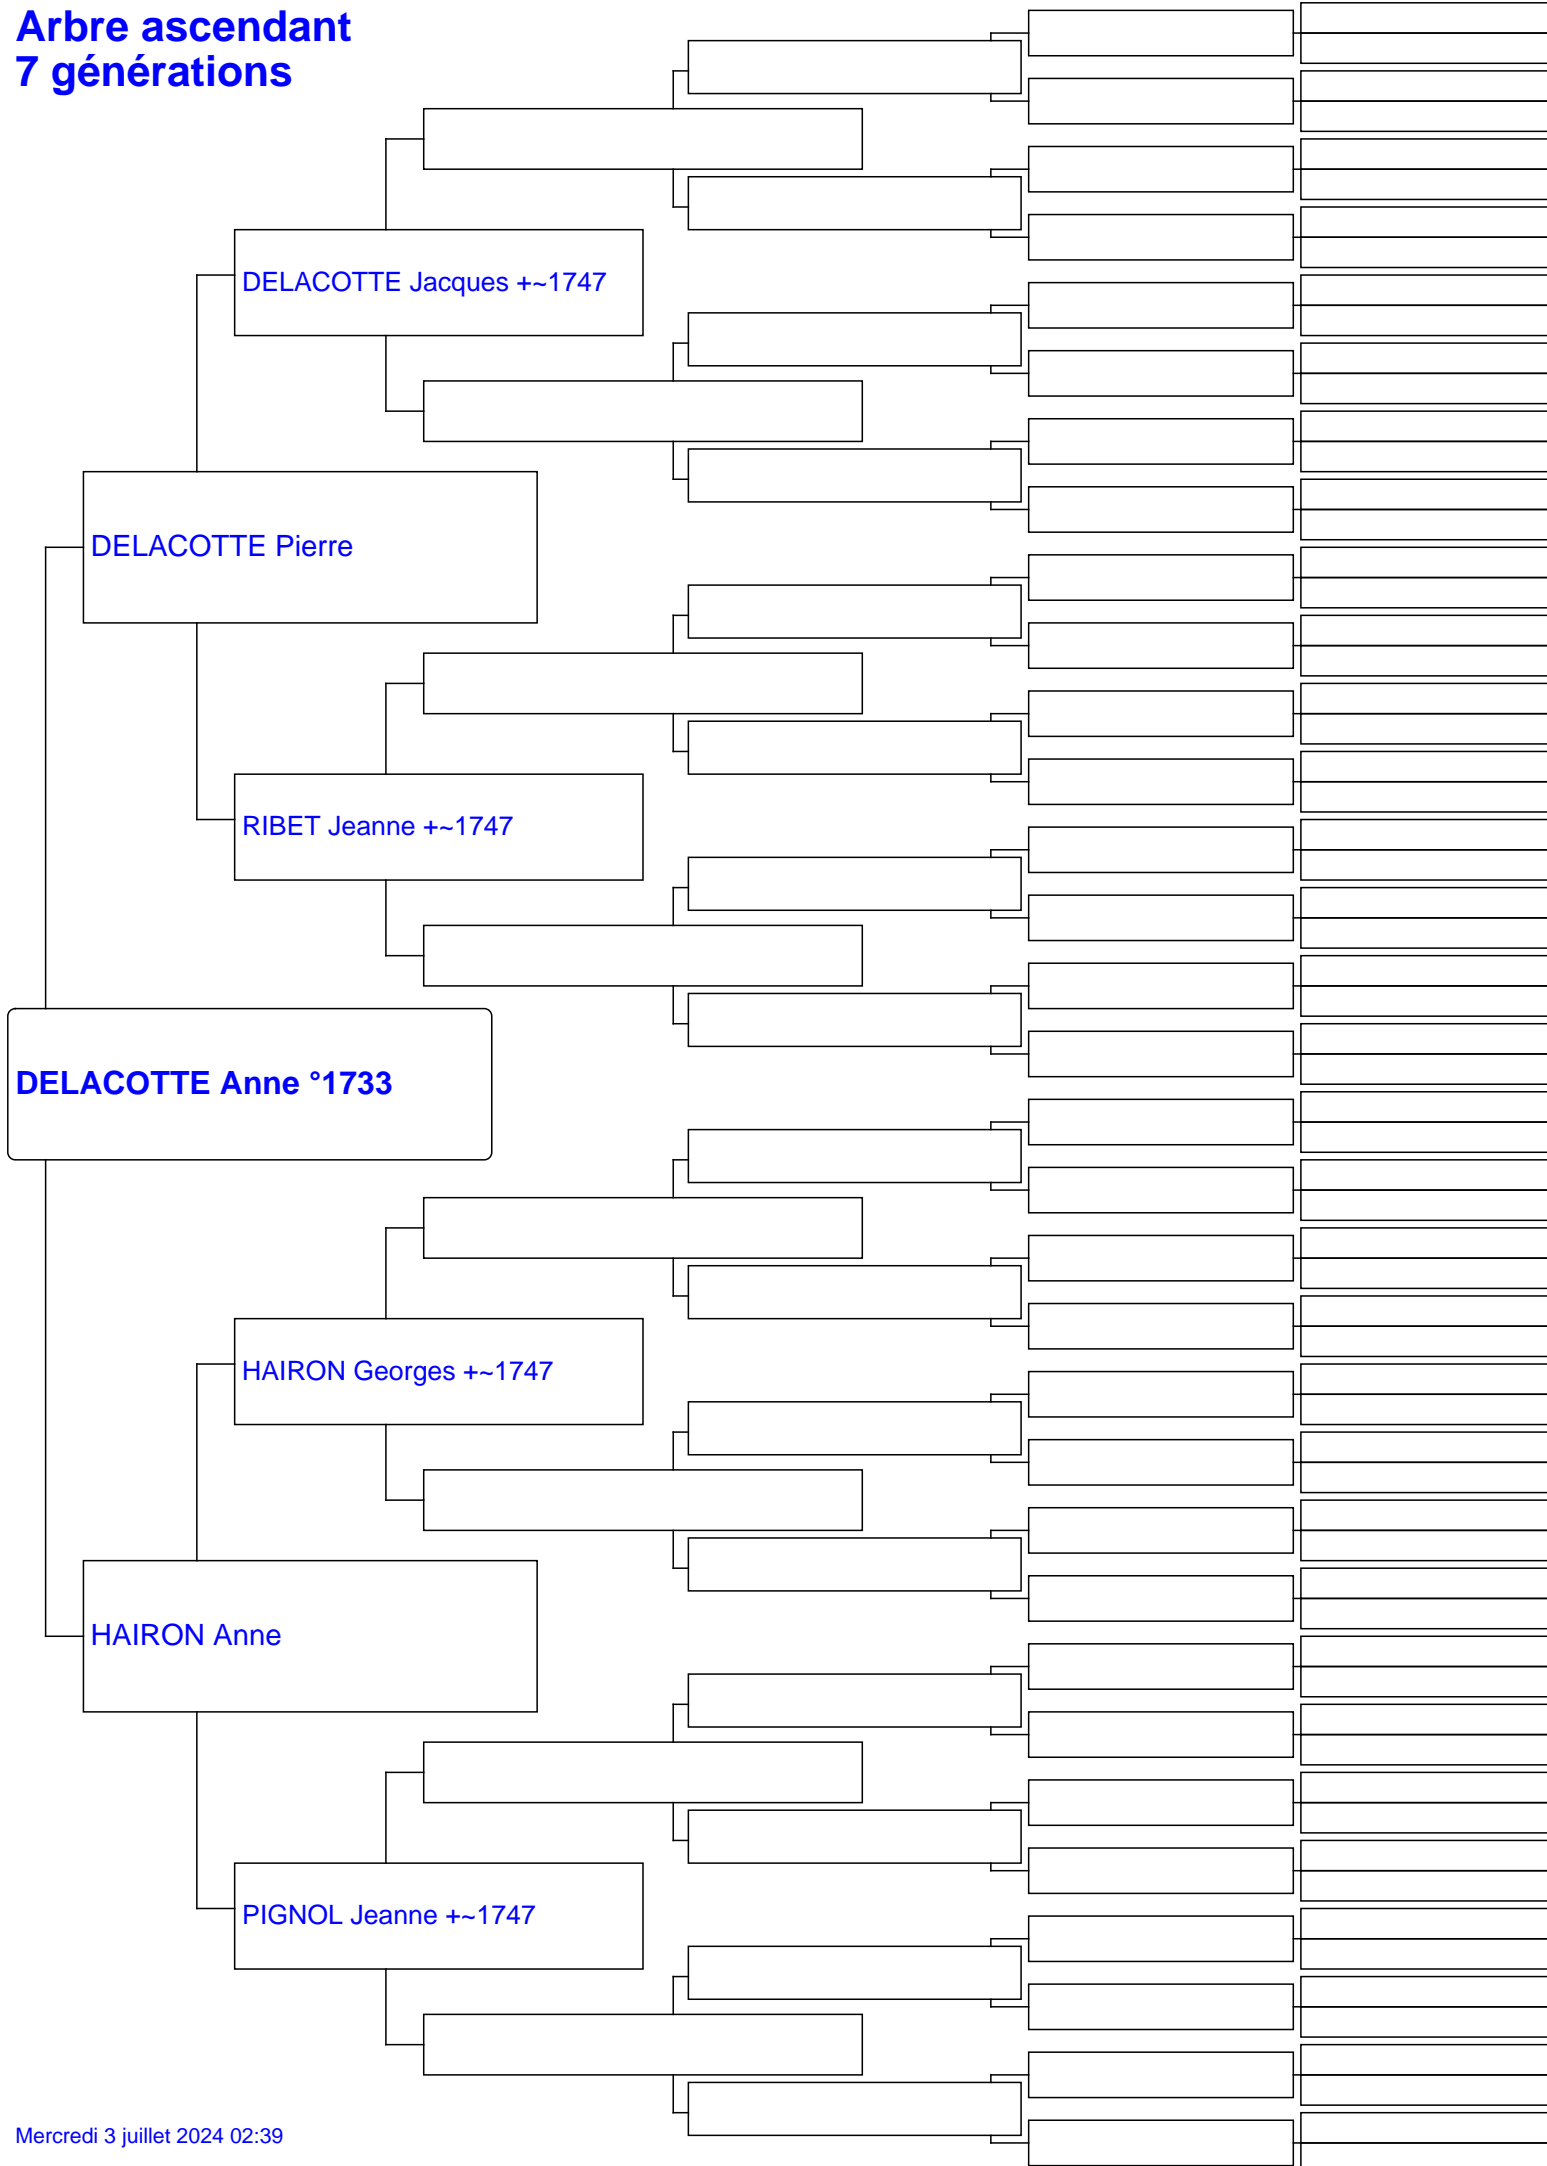 Arbre ascendant
7 générations
DELACOTTE Jacques +~1747
DELACOTTE Pierre
RIBET Jeanne +~1747
DELACOTTE Anne °1733
HAIRON Georges +~1747
HAIRON Anne
PIGNOL Jeanne +~1747
Mercredi 3 juillet 2024 02:39